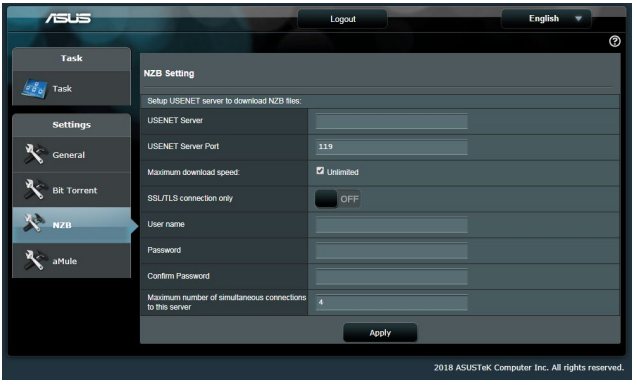 ASUS
Logout
English
Task
Task
Settings
General
Bit Torrent
NZB
aMule
NZB Setting
Setup USENET server to download NZB files:
USENET Server
USENET Server Port
119
Maximum download speed:
Unlimited
SSL/TLS connection only
OFF
User name
Password
Confirm Password
Maximum number of simultaneous connections
to this server
4
Apply
2018 ASUSTeK Computer Inc. All rights reserved.